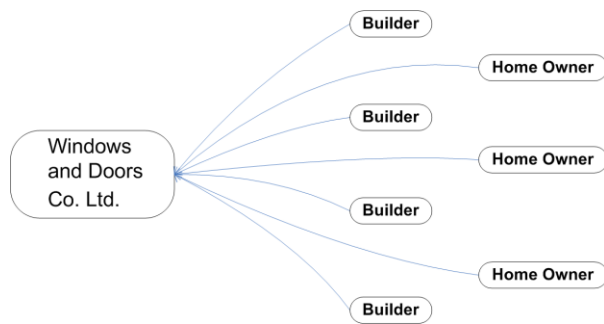 Builder
Home Owner
Builder
Windows
and Doors
Co. Ltd.
Home Owner
Builder
Home Owner
Builder